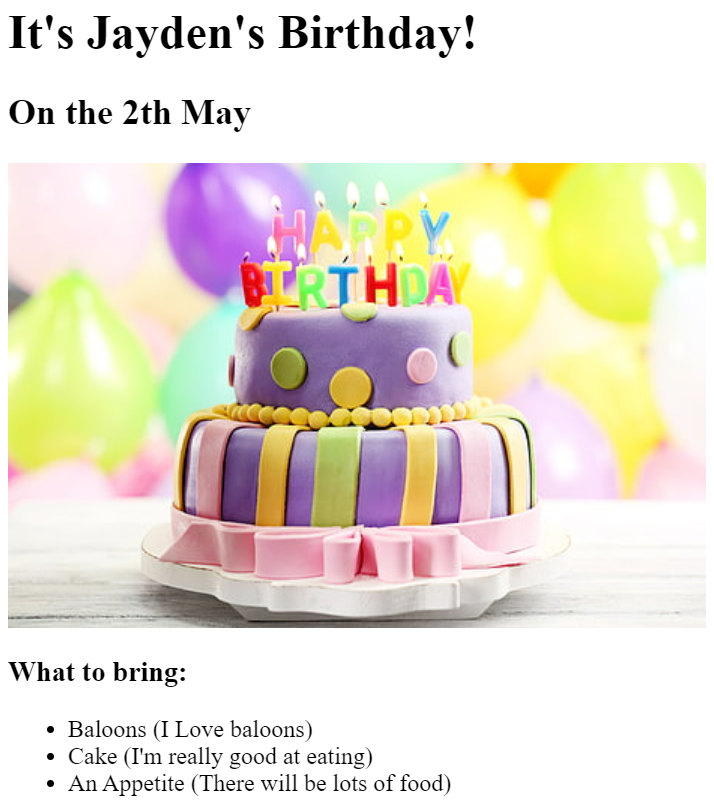 It's Jayden's Birthday!
On the 2th May
HAPPY
BIRTHDAY
What to bring:
Baloons (I Love baloons)
Cake (I'm really good at eating)
An Appetite (There will be lots of food)